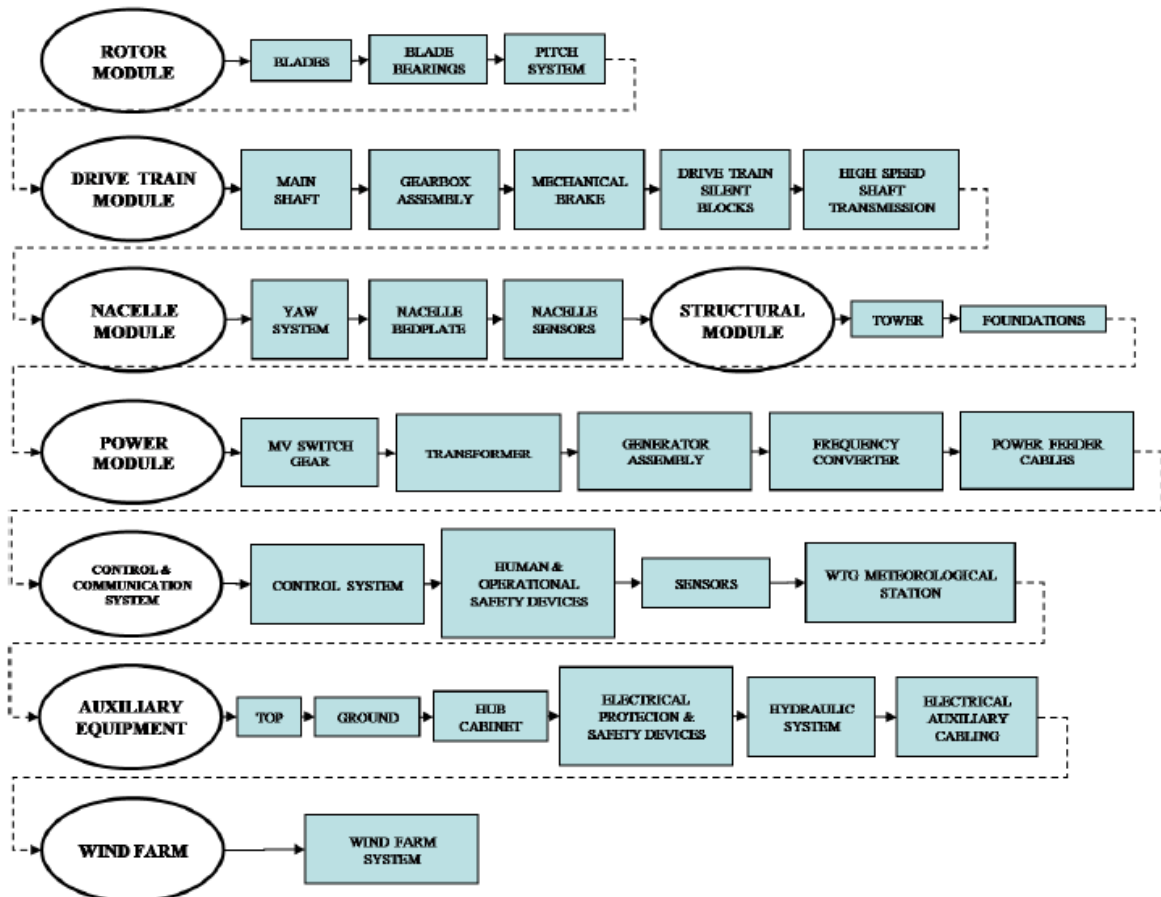 ROTOR
MODULE
BLADES
BLADE
BEARINGS
PITCH
SYSTEM
DRIVE TRAIN
MODULE
MAIN
SHAFT
GEARBOX
ASSEMBLY
MECHANICAL
BRAKE
DRIVE TRAIN
SILENT
BLOCKS
HIGH SPEED
SHAFT
TRANSMISSION
NACELLE
MODULE
YAW
SYSTEM
NACELLE
BEDPLATE
NACELLE
SENSORS
STRUCTURAL
MODULE
TOWER
FOUNDATIONS
POWER
MODULE
MV SWITCH
GEAR
TRANSFORMER
GENERATOR
ASSEMBLY
FREQUENCY
CONVERTER
POWER FEEDER
CABLES
CONTROL &
COMMUNICATION
SYSTEM
CONTROL SYSTEM
HUMAN &
OPERATIONAL
SAFETY DEVICES
SENSORS
WTG METEOROLOGICAL
STATION
AUXILIARY
EQUIPMENT
TOP
GROUND
HUB
CABINET
ELECTRICAL
PROTECION &
SAFETY DEVICES
HYDRAULIC
SYSTEM
ELECTRICAL
AUXILIARY
CABLING
WIND FARM
WIND FARM
SYSTEM